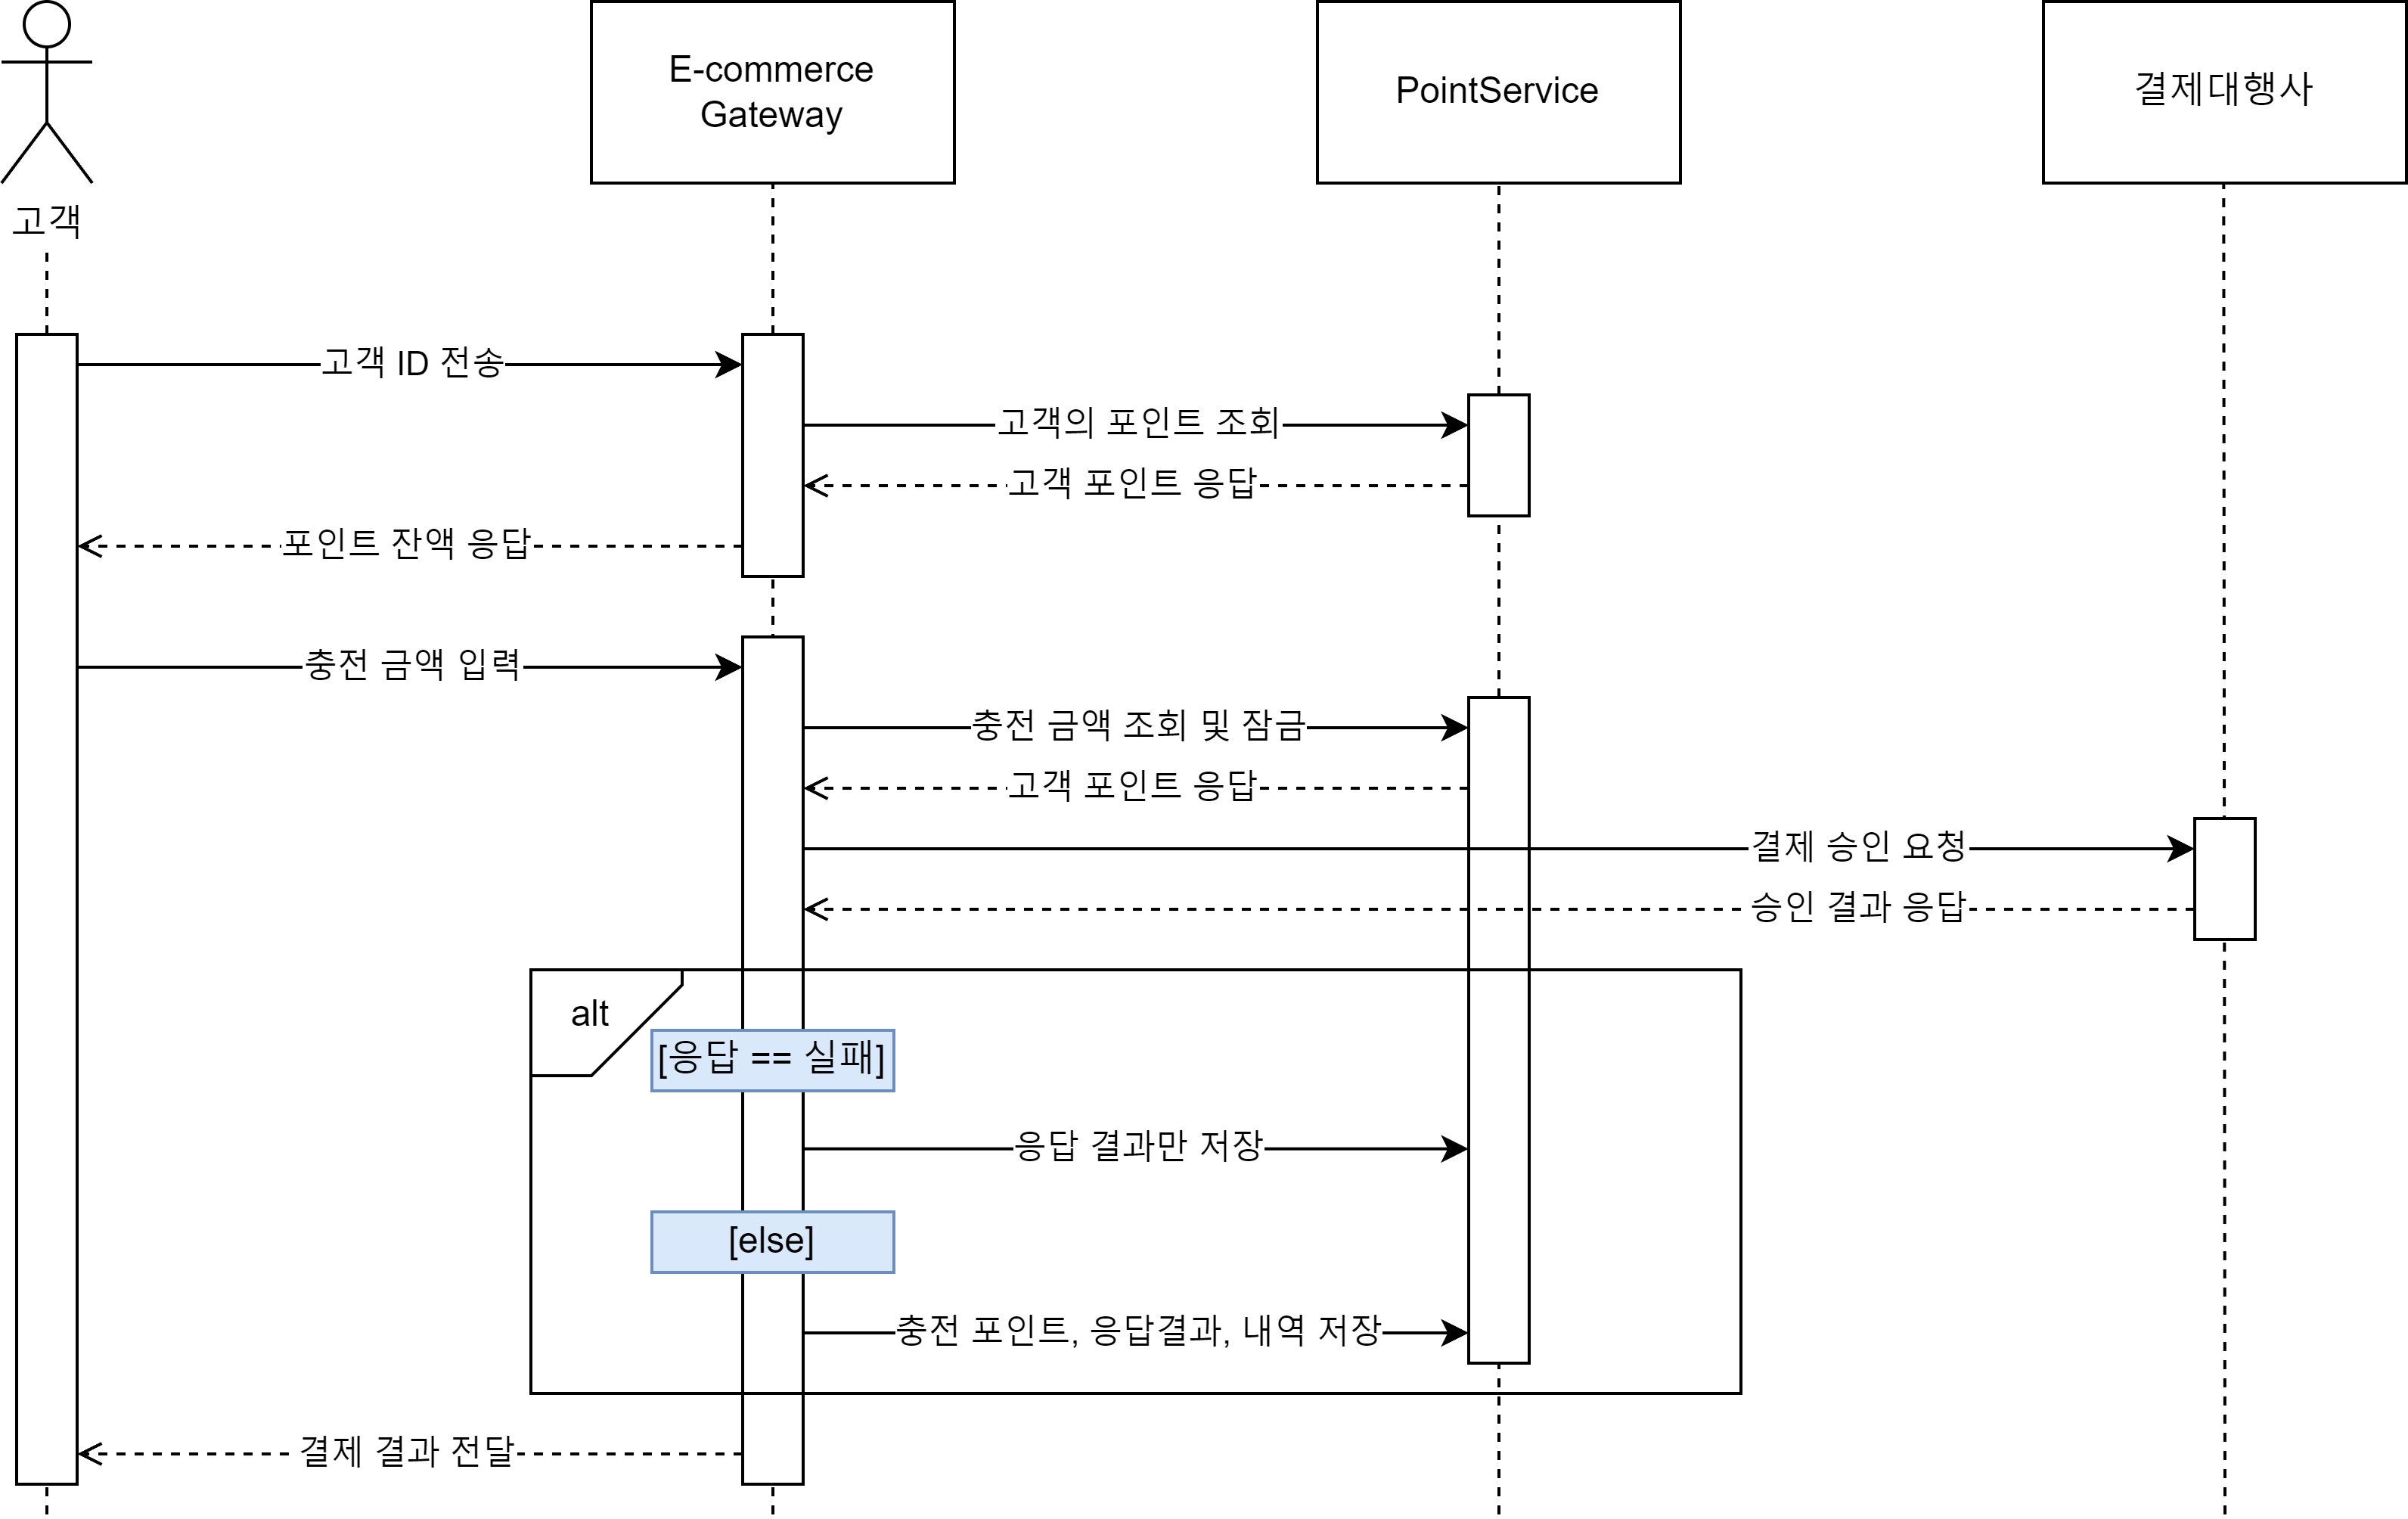 E-commerce
Gateway
PointService
결제대행사
고객
고객 ID 전송
고객의 포인트 조회
고객 포인트 응답
포인트 잔액 응답
충전 금액 입력
충전 금액 조회 및 잠금
고객 포인트 응답
결제 승인 요청
승인 결과 응답
alt
[응답 == 실패]
응답 결과만 저장
[else]
충전 포인트, 응답결과, 내역 저장
결제 결과 전달